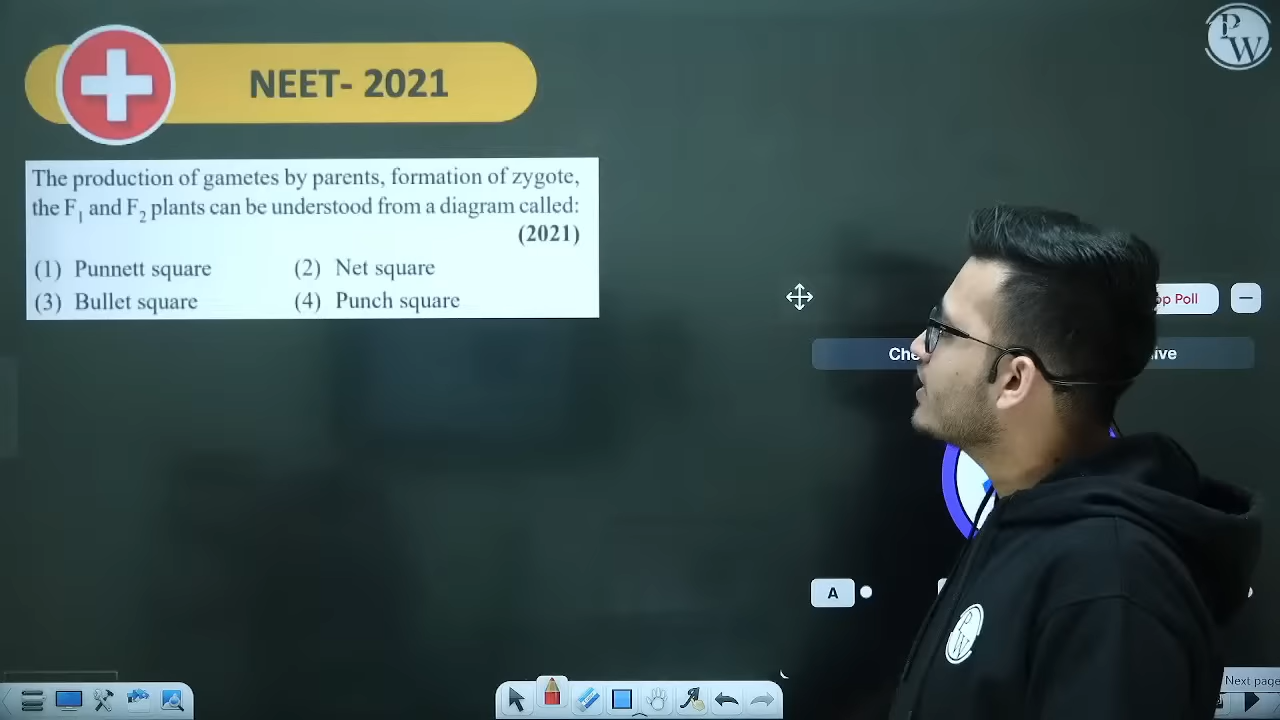 PW
NEET- 2021
The production of gametes by parents, formation of zygote,
the F₁ and F₂ plants can be understood from a diagram called:
(2021)
(1) Punnett square (2) Net square
(3) Bullet square (4) Punch square
Poll
A
PW
Next page